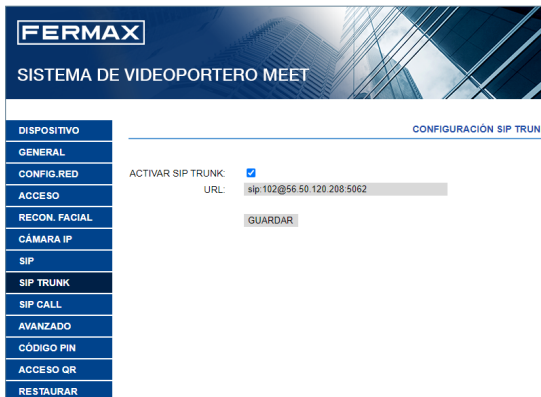 FERMAX
SISTEMA DE VIDEOPORTERO MEET
CONFIGURACIÓN SIP TRUN
DISPOSITIVO
GENERAL
CONFIG.RED
ACCESO
RECON. FACIAL
CÁMARA IP
SIP
SIP TRUNK
SIP CALL
AVANZADO
CÓDIGO PIN
ACCESO QR
RESTAURAR
ACTIVAR SIP TRUNK:
URL: sip:102@56.50.120.208:5062
GUARDAR